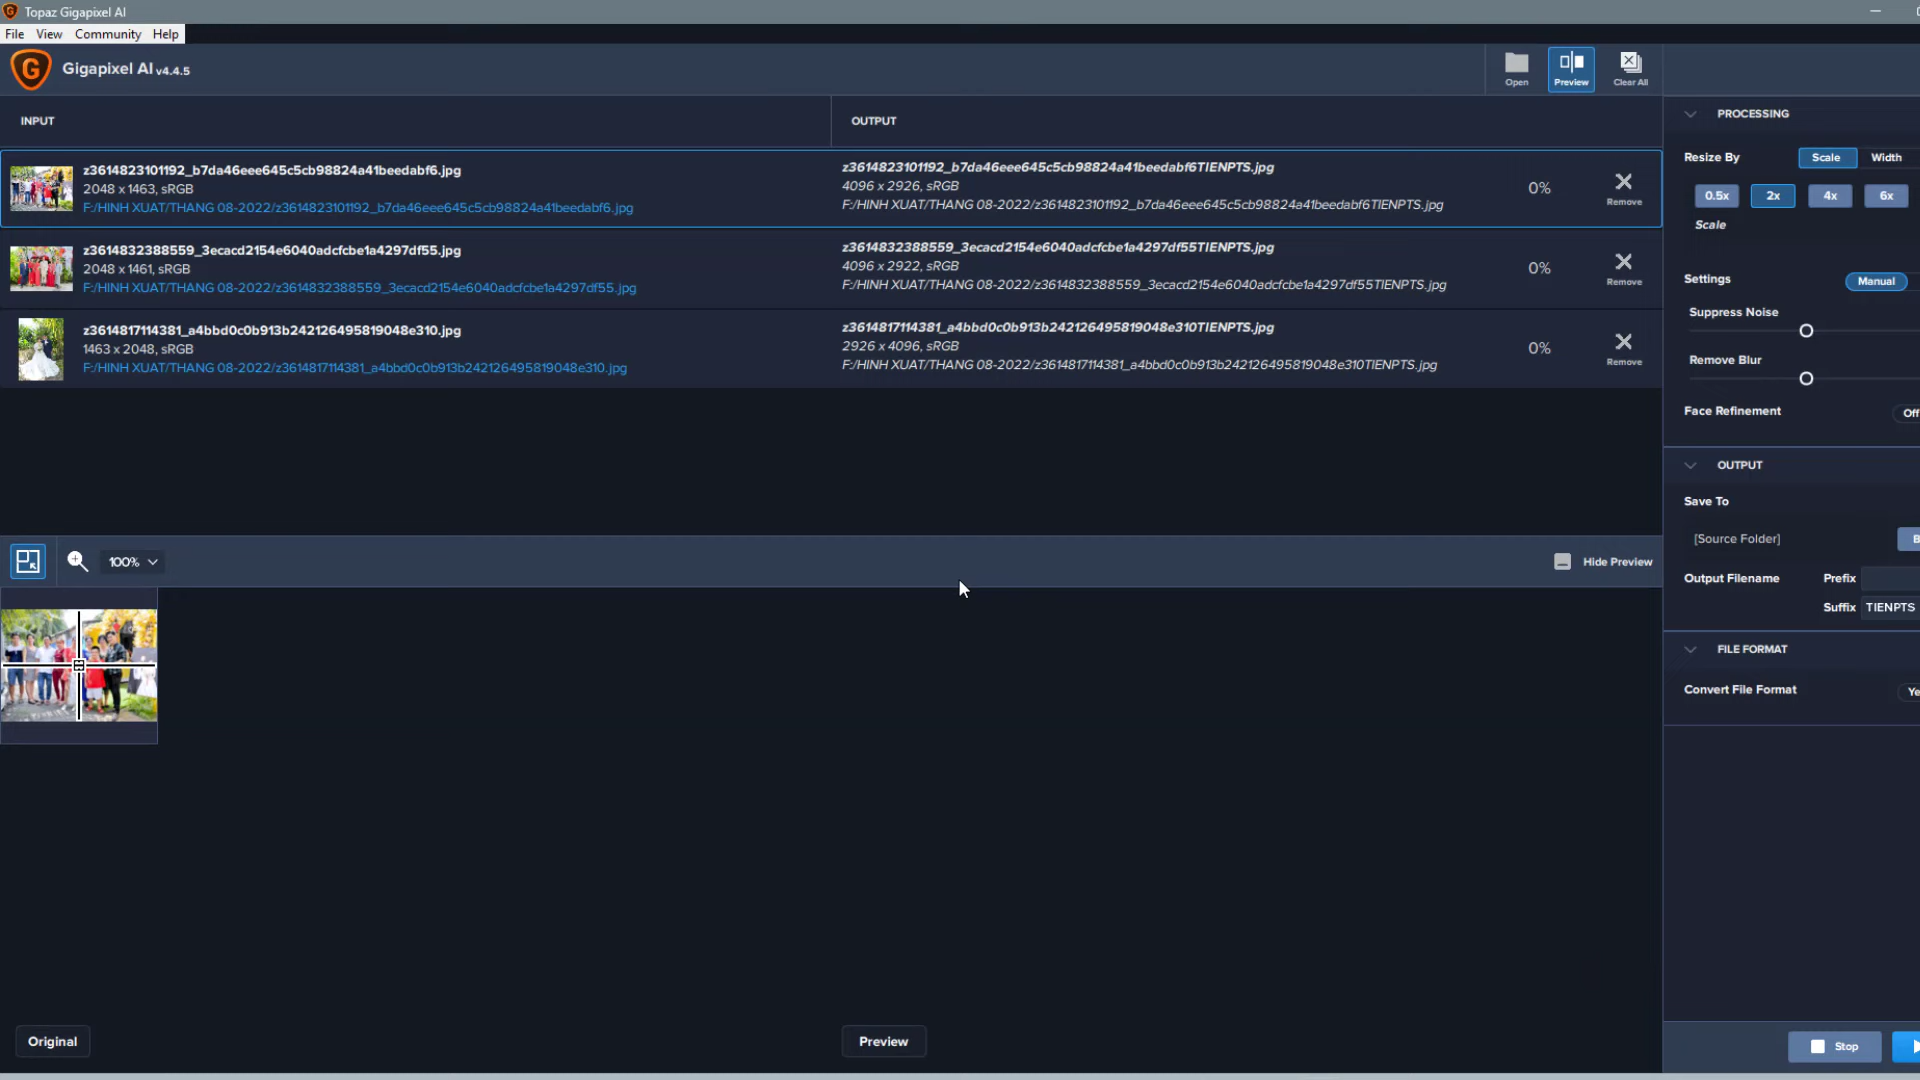 Topaz Gigapixel AI
File View Community Help
Gigapixel AI v4.4.5
Open Preview Clear All
INPUT
OUTPUT
z3614823101192_b7da46eee645c5cb98824a41beedabf6.jpg
2048 x 1463, sRGB
F:/HINH XUAT/THANG 08-2022/z3614823101192_b7da46eee645c5cb98824a41beedabf6.jpg
z3614823101192_b7da46eee645c5cb98824a41beedabf6TIENPTS.jpg
4096 x 2926, sRGB
F:/HINH XUAT/THANG 08-2022/z3614823101192_b7da46eee645c5cb98824a41beedabf6TIENPTS.jpg
0%
Remove
z3614832388559_3ecacd2154e6040adcfcbe1a4297df55.jpg
2048 x 1461, sRGB
F:/HINH XUAT/THANG 08-2022/z3614832388559_3ecacd2154e6040adcfcbe1a4297df55.jpg
z3614832388559_3ecacd2154e6040adcfcbe1a4297df55TIENPTS.jpg
4096 x 2922, sRGB
F:/HINH XUAT/THANG 08-2022/z3614832388559_3ecacd2154e6040adcfcbe1a4297df55TIENPTS.jpg
0%
Remove
z3614817114381_a4bbd0c0b913b242126495819048e310.jpg
1463 x 2048, sRGB
F:/HINH XUAT/THANG 08-2022/z3614817114381_a4bbd0c0b913b242126495819048e310.jpg
z3614817114381_a4bbd0c0b913b242126495819048e310TIENPTS.jpg
2926 x 4096, sRGB
F:/HINH XUAT/THANG 08-2022/z3614817114381_a4bbd0c0b913b242126495819048e310TIENPTS.jpg
0%
Remove
100%
Hide Preview
Original
Preview
PROCESSING
Resize By Scale Width
0.5x 2x 4x 6x
Scale
Settings Manual
Suppress Noise
Remove Blur
Face Refinement Off
OUTPUT
Save To
[Source Folder] B
Output Filename Prefix
Suffix TIENPTS
FILE FORMAT
Convert File Format Ye
Stop